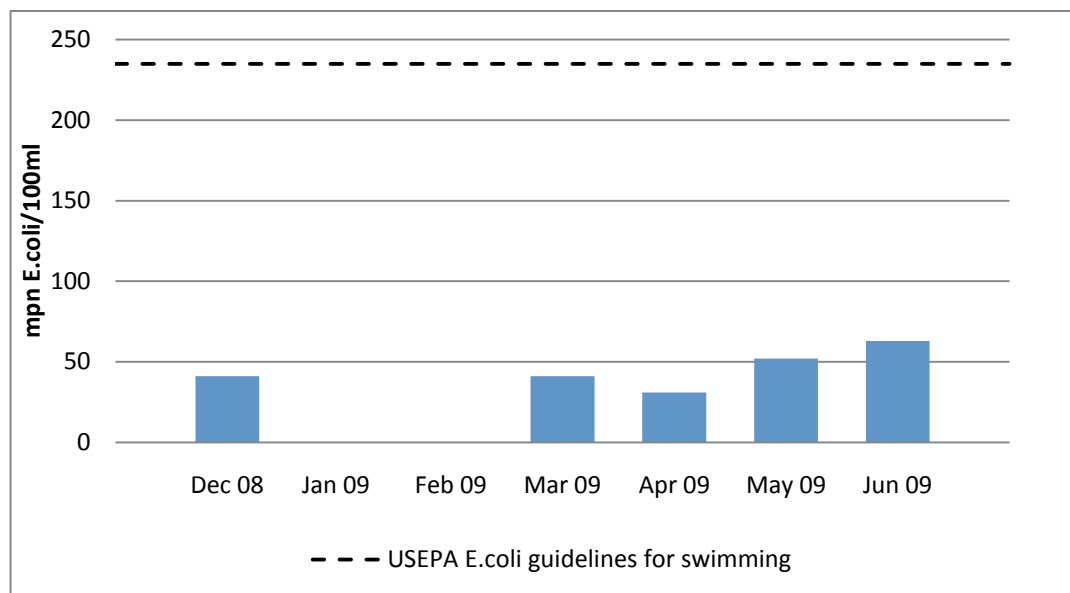 250
200
150
100
50
0
mpn E.coli/100ml
Dec 08 Jan 09 Feb 09 Mar 09 Apr 09 May 09 Jun 09
USEPA E.coli guidelines for swimming